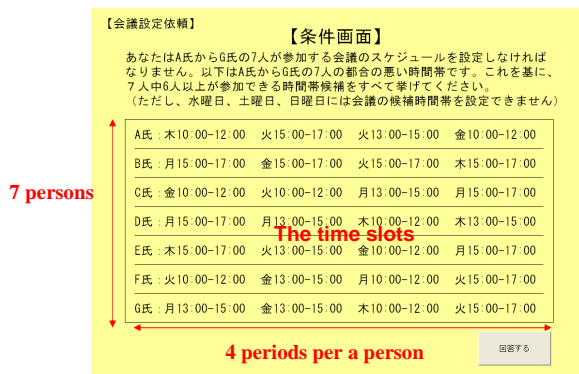 【会議設定依頼】
【条件画面】
あなたはA氏からG氏の7人が参加する会議のスケジュールを設定しなければ
なりません。以下はA氏からG氏の7人の都合の悪い時間帯です。これを基に、
７人中6人以上が参加できる時間帯候補をすべて挙げてください。
（ただし、水曜日、土曜日、日曜日には会議の候補時間帯を設定できません）
A氏：木10:00-12:00 火15:00-17:00 火13:00-15:00 金10:00-12:00
B氏：月15:00-17:00 金15:00-17:00 火15:00-17:00 木15:00-17:00
7 persons
C氏：金10:00-12:00 火10:00-12:00 月13:00-15:00 月15:00-17:00
D氏：月15:00-17:00 月13:00-15:00 木10:00-12:00 木13:00-15:00
The time slots
E氏：木15:00-17:00 火13:00-15:00 金10:00-12:00 月15:00-17:00
F氏：火10:00-12:00 金13:00-15:00 月10:00-12:00 火15:00-17:00
G氏：月13:00-15:00 金13:00-15:00 木10:00-12:00 火15:00-17:00
4 periods per a person
回答する